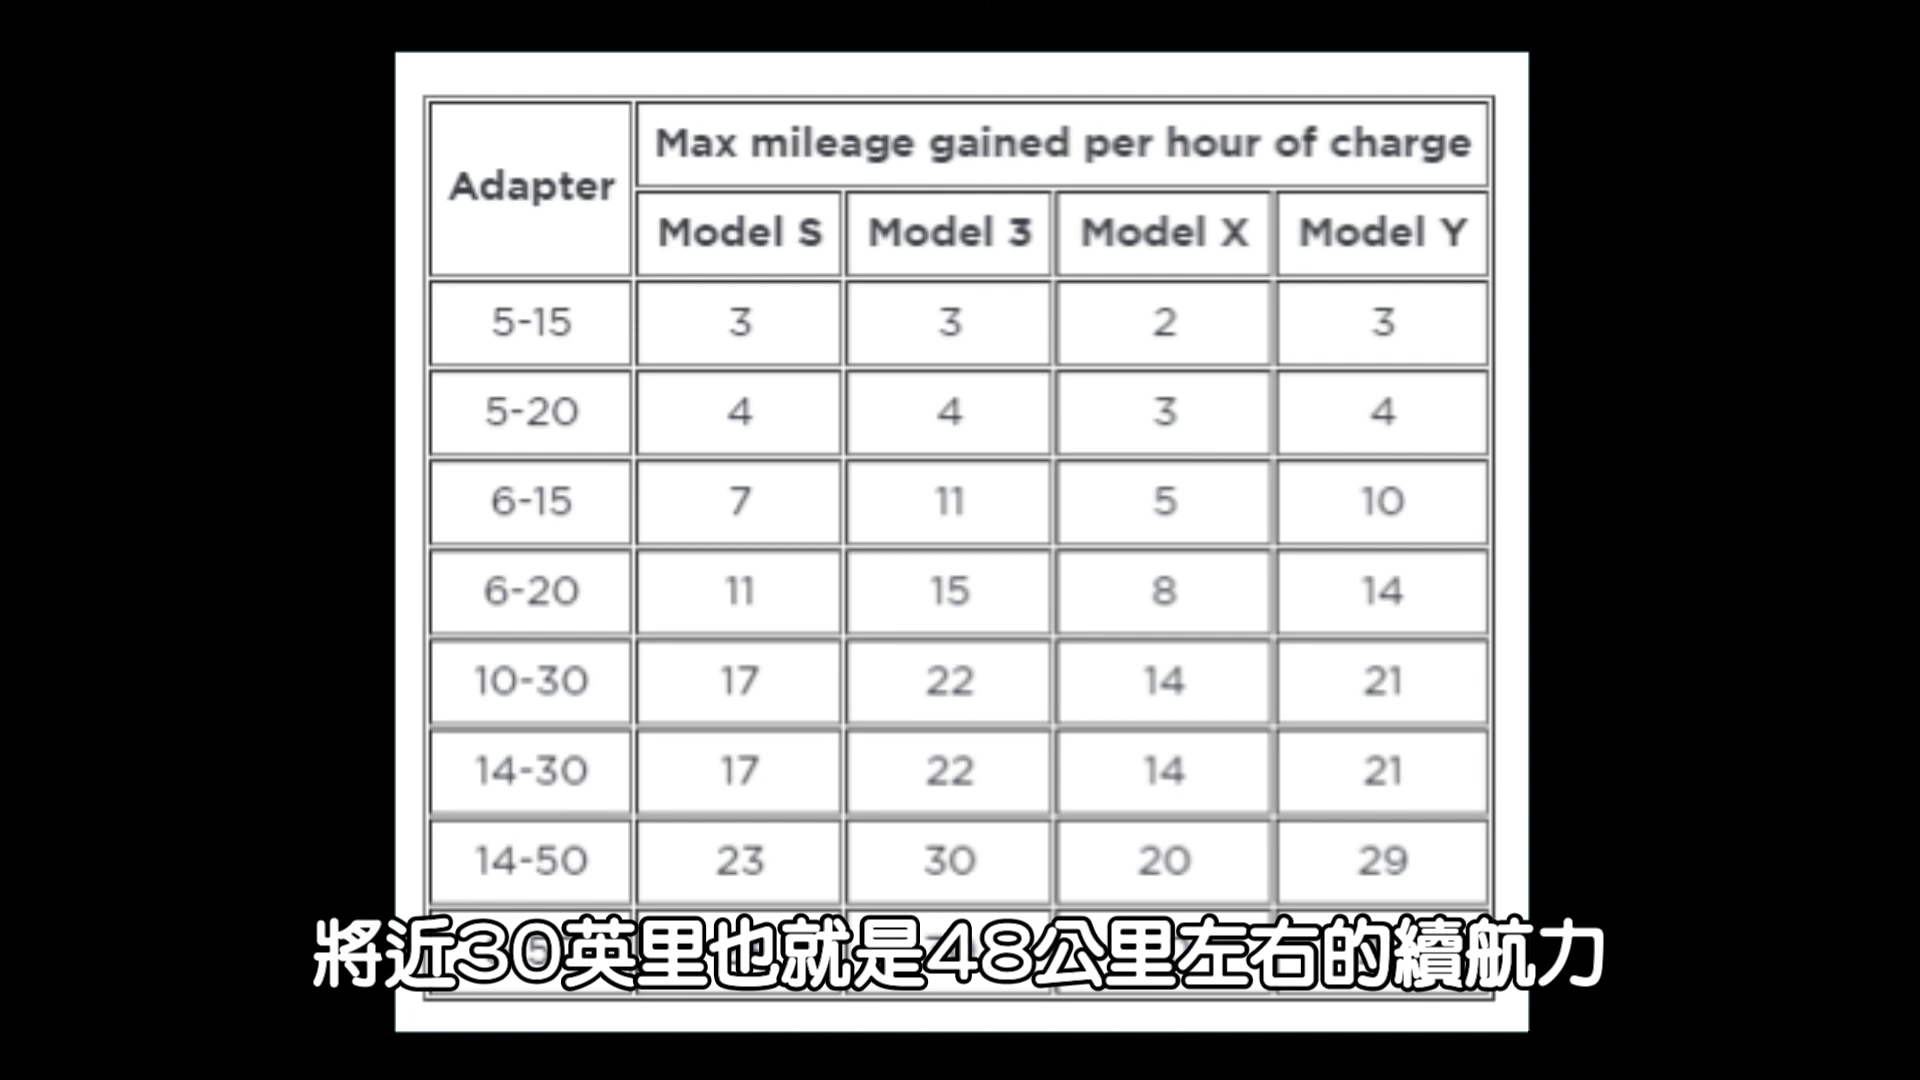 Adapter Max mileage gained per hour of charge
Model S Model 3 Model X Model Y
5-15 3 3 2 3
5-20 4 4 3 4
6-15 7 11 5 10
6-20 11 15 8 14
10-30 17 22 14 21
14-30 17 22 14 21
14-50 23 30 20 29
將近30英里也就是48公里左右的續航力